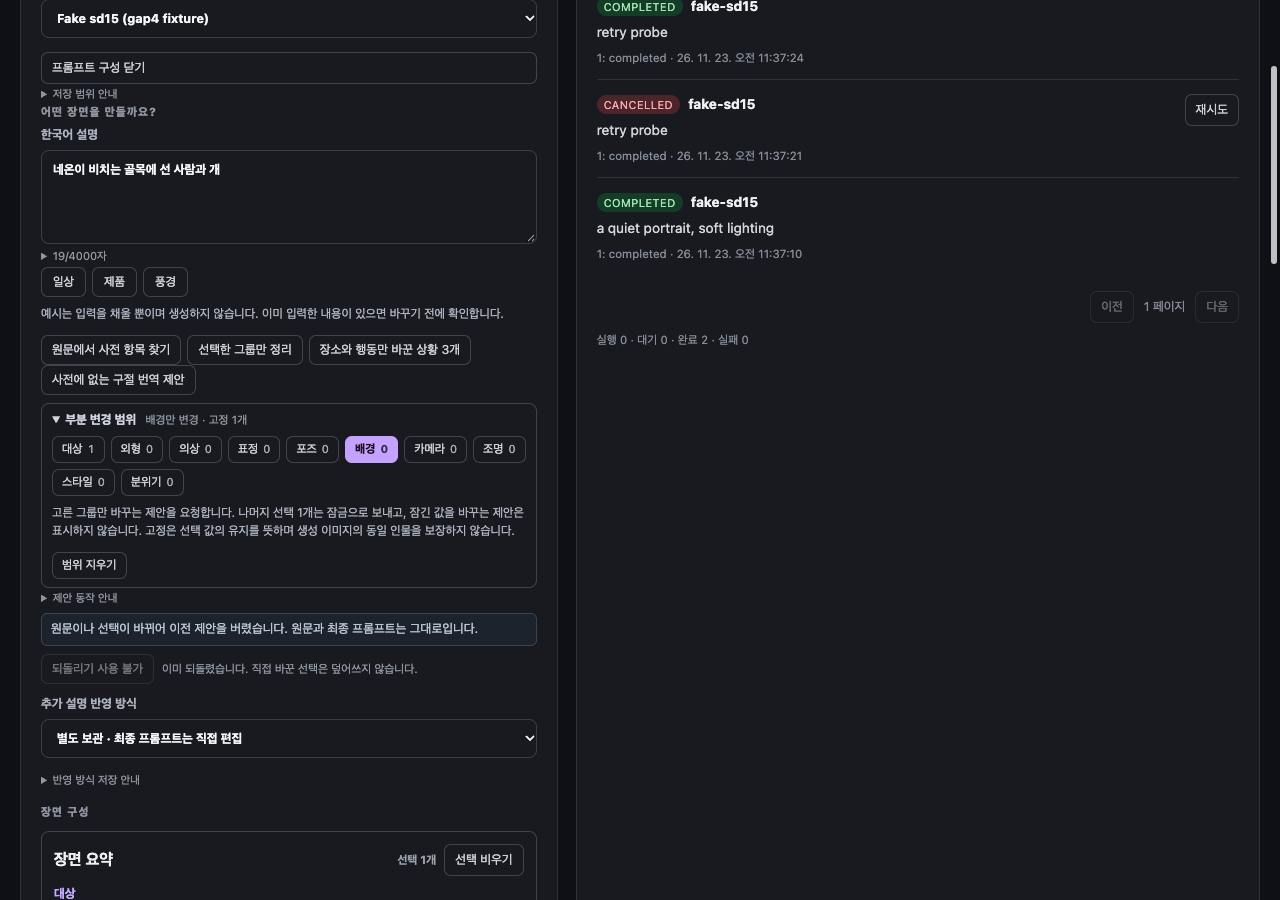 Fake sd15 (gap4 fixture)
프롬프트 구성 닫기
▶ 저장 범위 안내
어떤 장면을 만들까요?
한국어 설명
네온이 비치는 골목에 선 사람과 개
▶ 19/4000자
일상 제품 풍경
예시는 입력을 채울 뿐이며 생성하지 않습니다. 이미 입력한 내용이 있으면 바꾸기 전에 확인합니다.
원문에서 사전 항목 찾기 선택한 그룹만 정리 장소와 행동만 바꾼 상황 3개
사전에 없는 구절 번역 제안
▼ 부분 변경 범위 배경만 변경 · 고정 1개
대상 1 외형 0 의상 0 표정 0 포즈 0 배경 0 카메라 0 조명 0
스타일 0 분위기 0
고른 그룹만 바꾸는 제안을 요청합니다. 나머지 선택 1개는 잠금으로 보내고, 잠긴 값을 바꾸는 제안은
표시하지 않습니다. 고정은 선택 값의 유지를 뜻하며 생성 이미지의 동일 인물을 보장하지 않습니다.
범위 지우기
▶ 제안 동작 안내
원문이나 선택이 바뀌어 이전 제안을 버렸습니다. 원문과 최종 프롬프트는 그대로입니다.
되돌리기 사용 불가 이미 되돌렸습니다. 직접 바꾼 선택은 덮어쓰지 않습니다.
추가 설명 반영 방식
별도 보관 · 최종 프롬프트는 직접 편집
▶ 반영 방식 저장 안내
장면 구성
장면 요약 선택 1개 선택 비우기
대상
COMPLETED fake-sd15
retry probe
1: completed · 26. 11. 23. 오전 11:37:24
CANCELLED fake-sd15 재시도
retry probe
1: completed · 26. 11. 23. 오전 11:37:21
COMPLETED fake-sd15
a quiet portrait, soft lighting
1: completed · 26. 11. 23. 오전 11:37:10
이전 1 페이지 다음
실행 0 · 대기 0 · 완료 2 · 실패 0